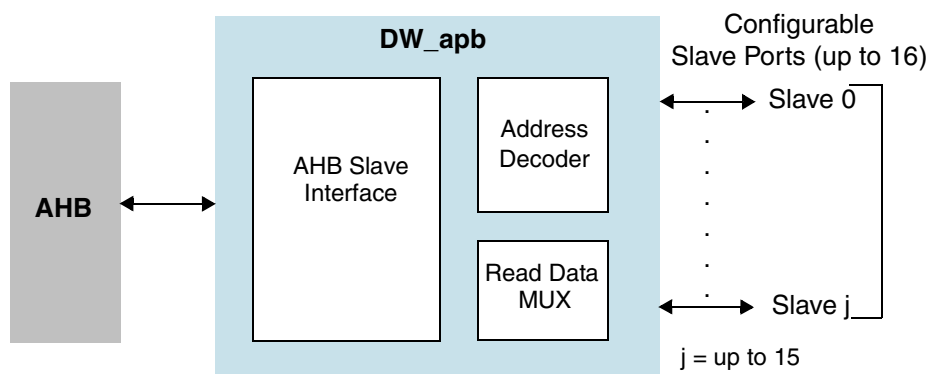 DW_apb
Configurable
Slave Ports (up to 16)
AHB
AHB Slave
Interface
Address
Decoder
Read Data
MUX
Slave 0
Slave j
j = up to 15